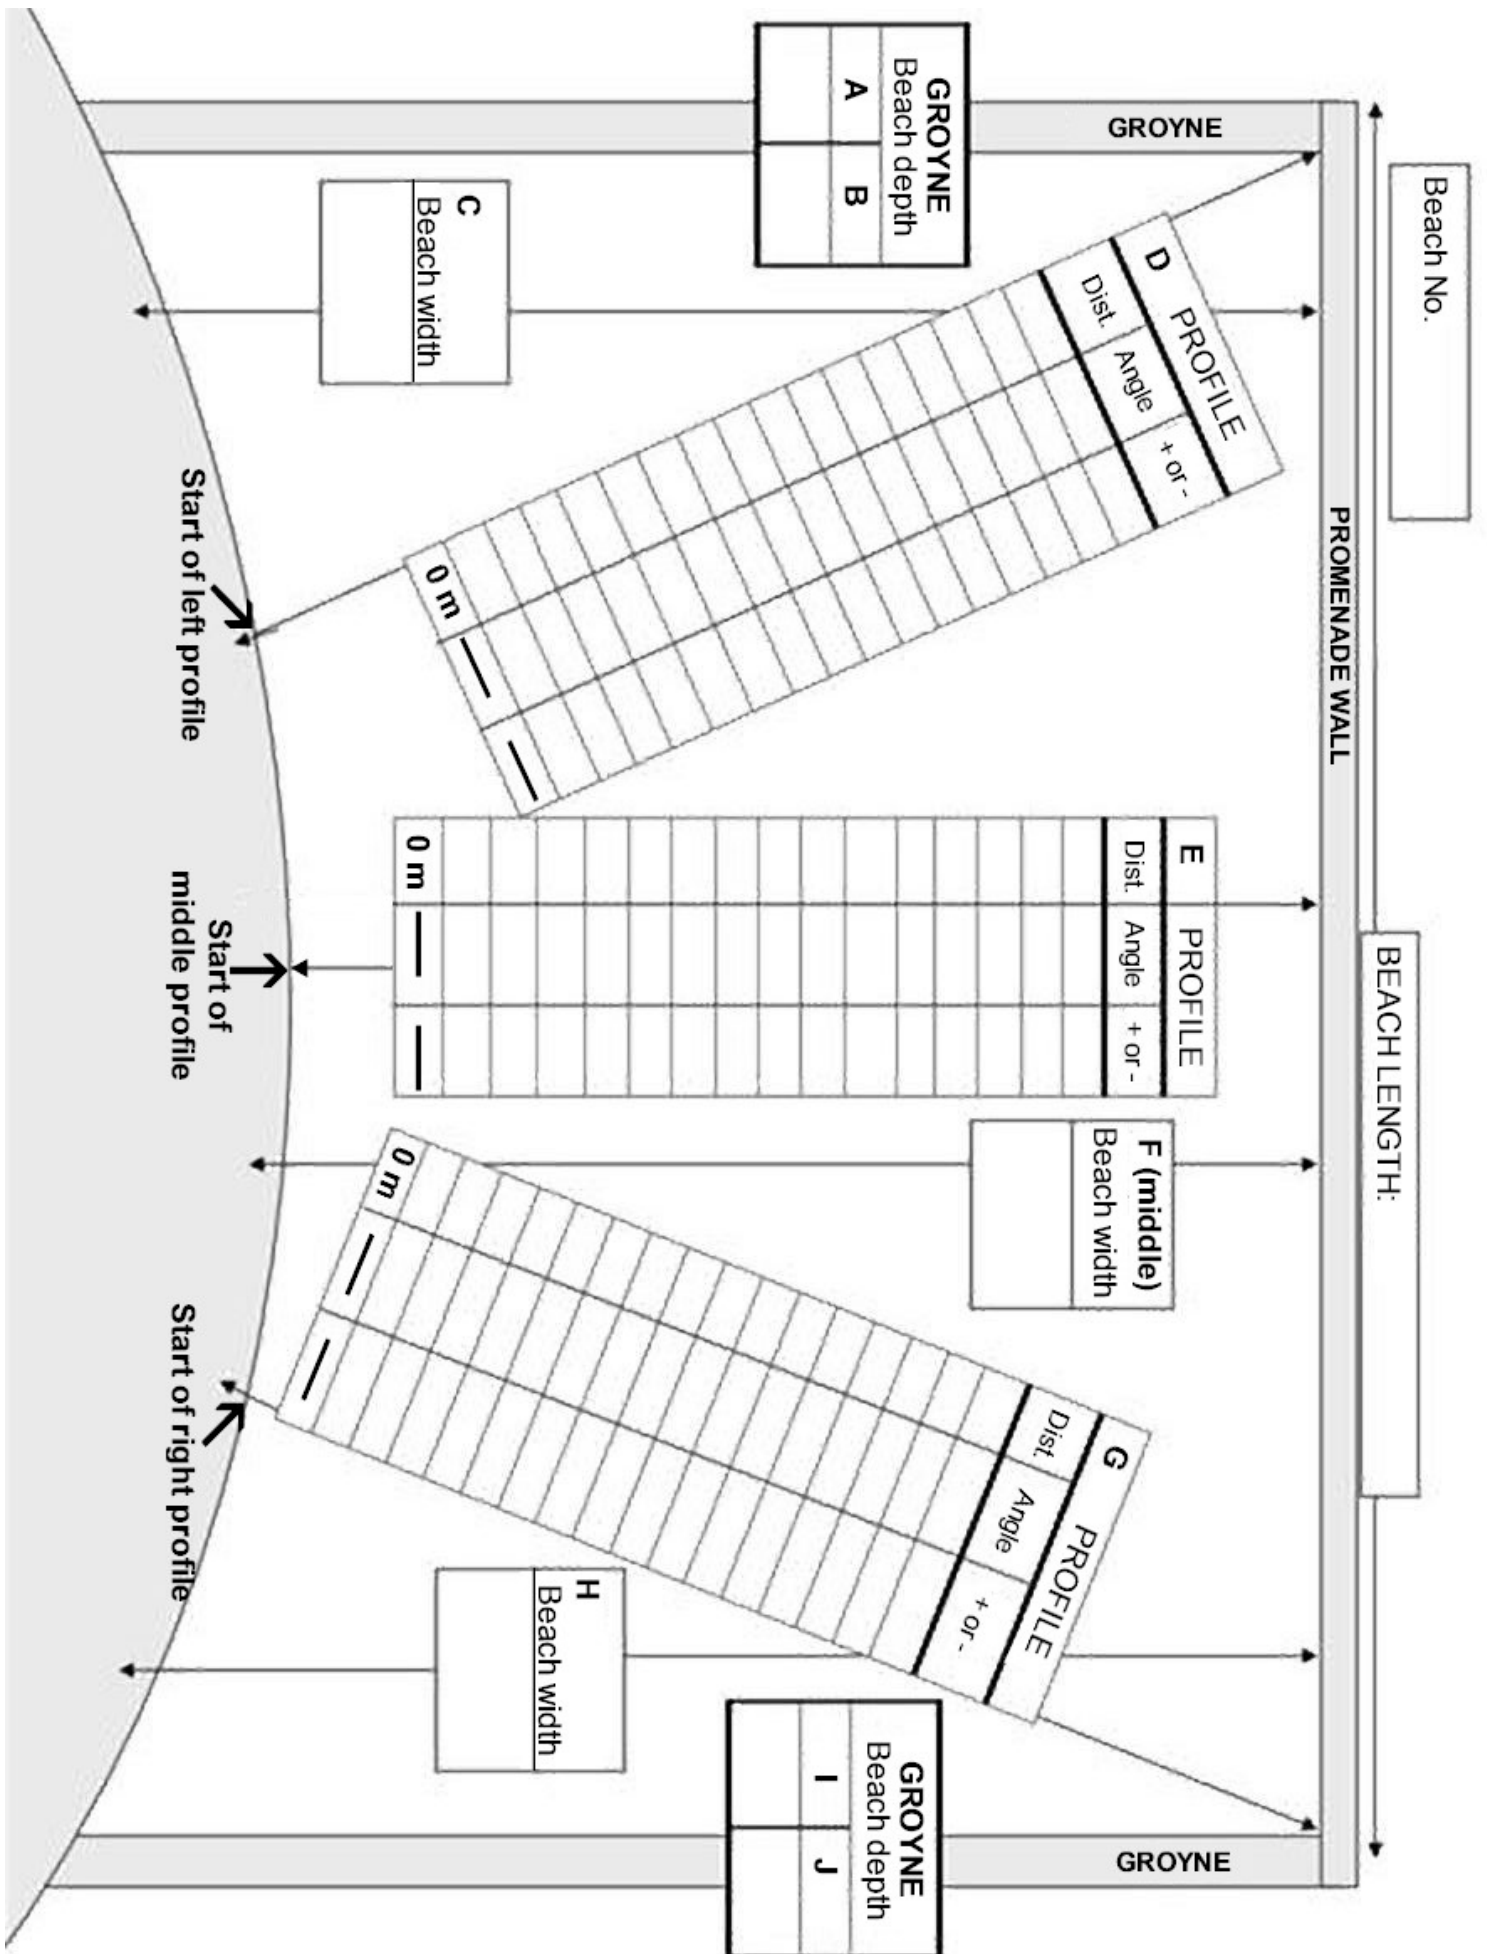 Beach No.
BEACH LENGTH:
PROMENADE WALL
GROYNE
GROYNE
Beach depth
A B
C
Beach width
D PROFILE
Dist. Angle + or -
0 m — —
Start of left profile
E PROFILE
Dist. Angle + or -
0 m — —
Start of
middle profile
F (middle)
Beach width
G PROFILE
Dist. Angle + or -
0 m — —
Start of right profile
H
Beach width
GROYNE
Beach depth
I J
GROYNE